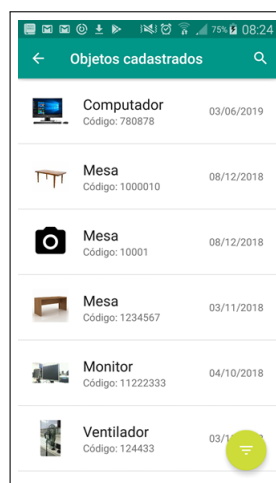 75% 08:24
Objetos cadastrados
Computador
Código: 780878
03/06/2019
Mesa
Código: 1000010
08/12/2018
Mesa
Código: 10001
08/12/2018
Mesa
Código: 1234567
03/11/2018
Monitor
Código: 11222333
04/10/2018
Ventilador
Código: 124433